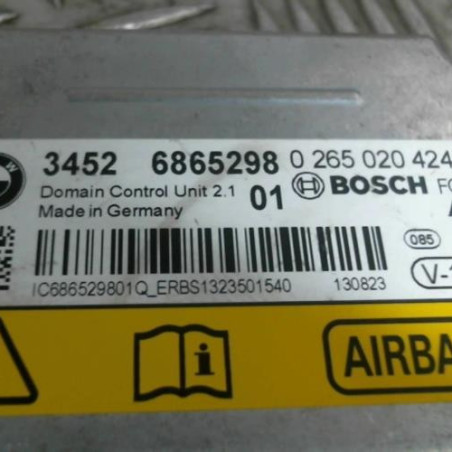 3452 6865298 0 265 020 424
Domain Control Unit 2.1 01 BOSCH
Made in Germany
085
IC686529801Q_ERBS1323501540 130823